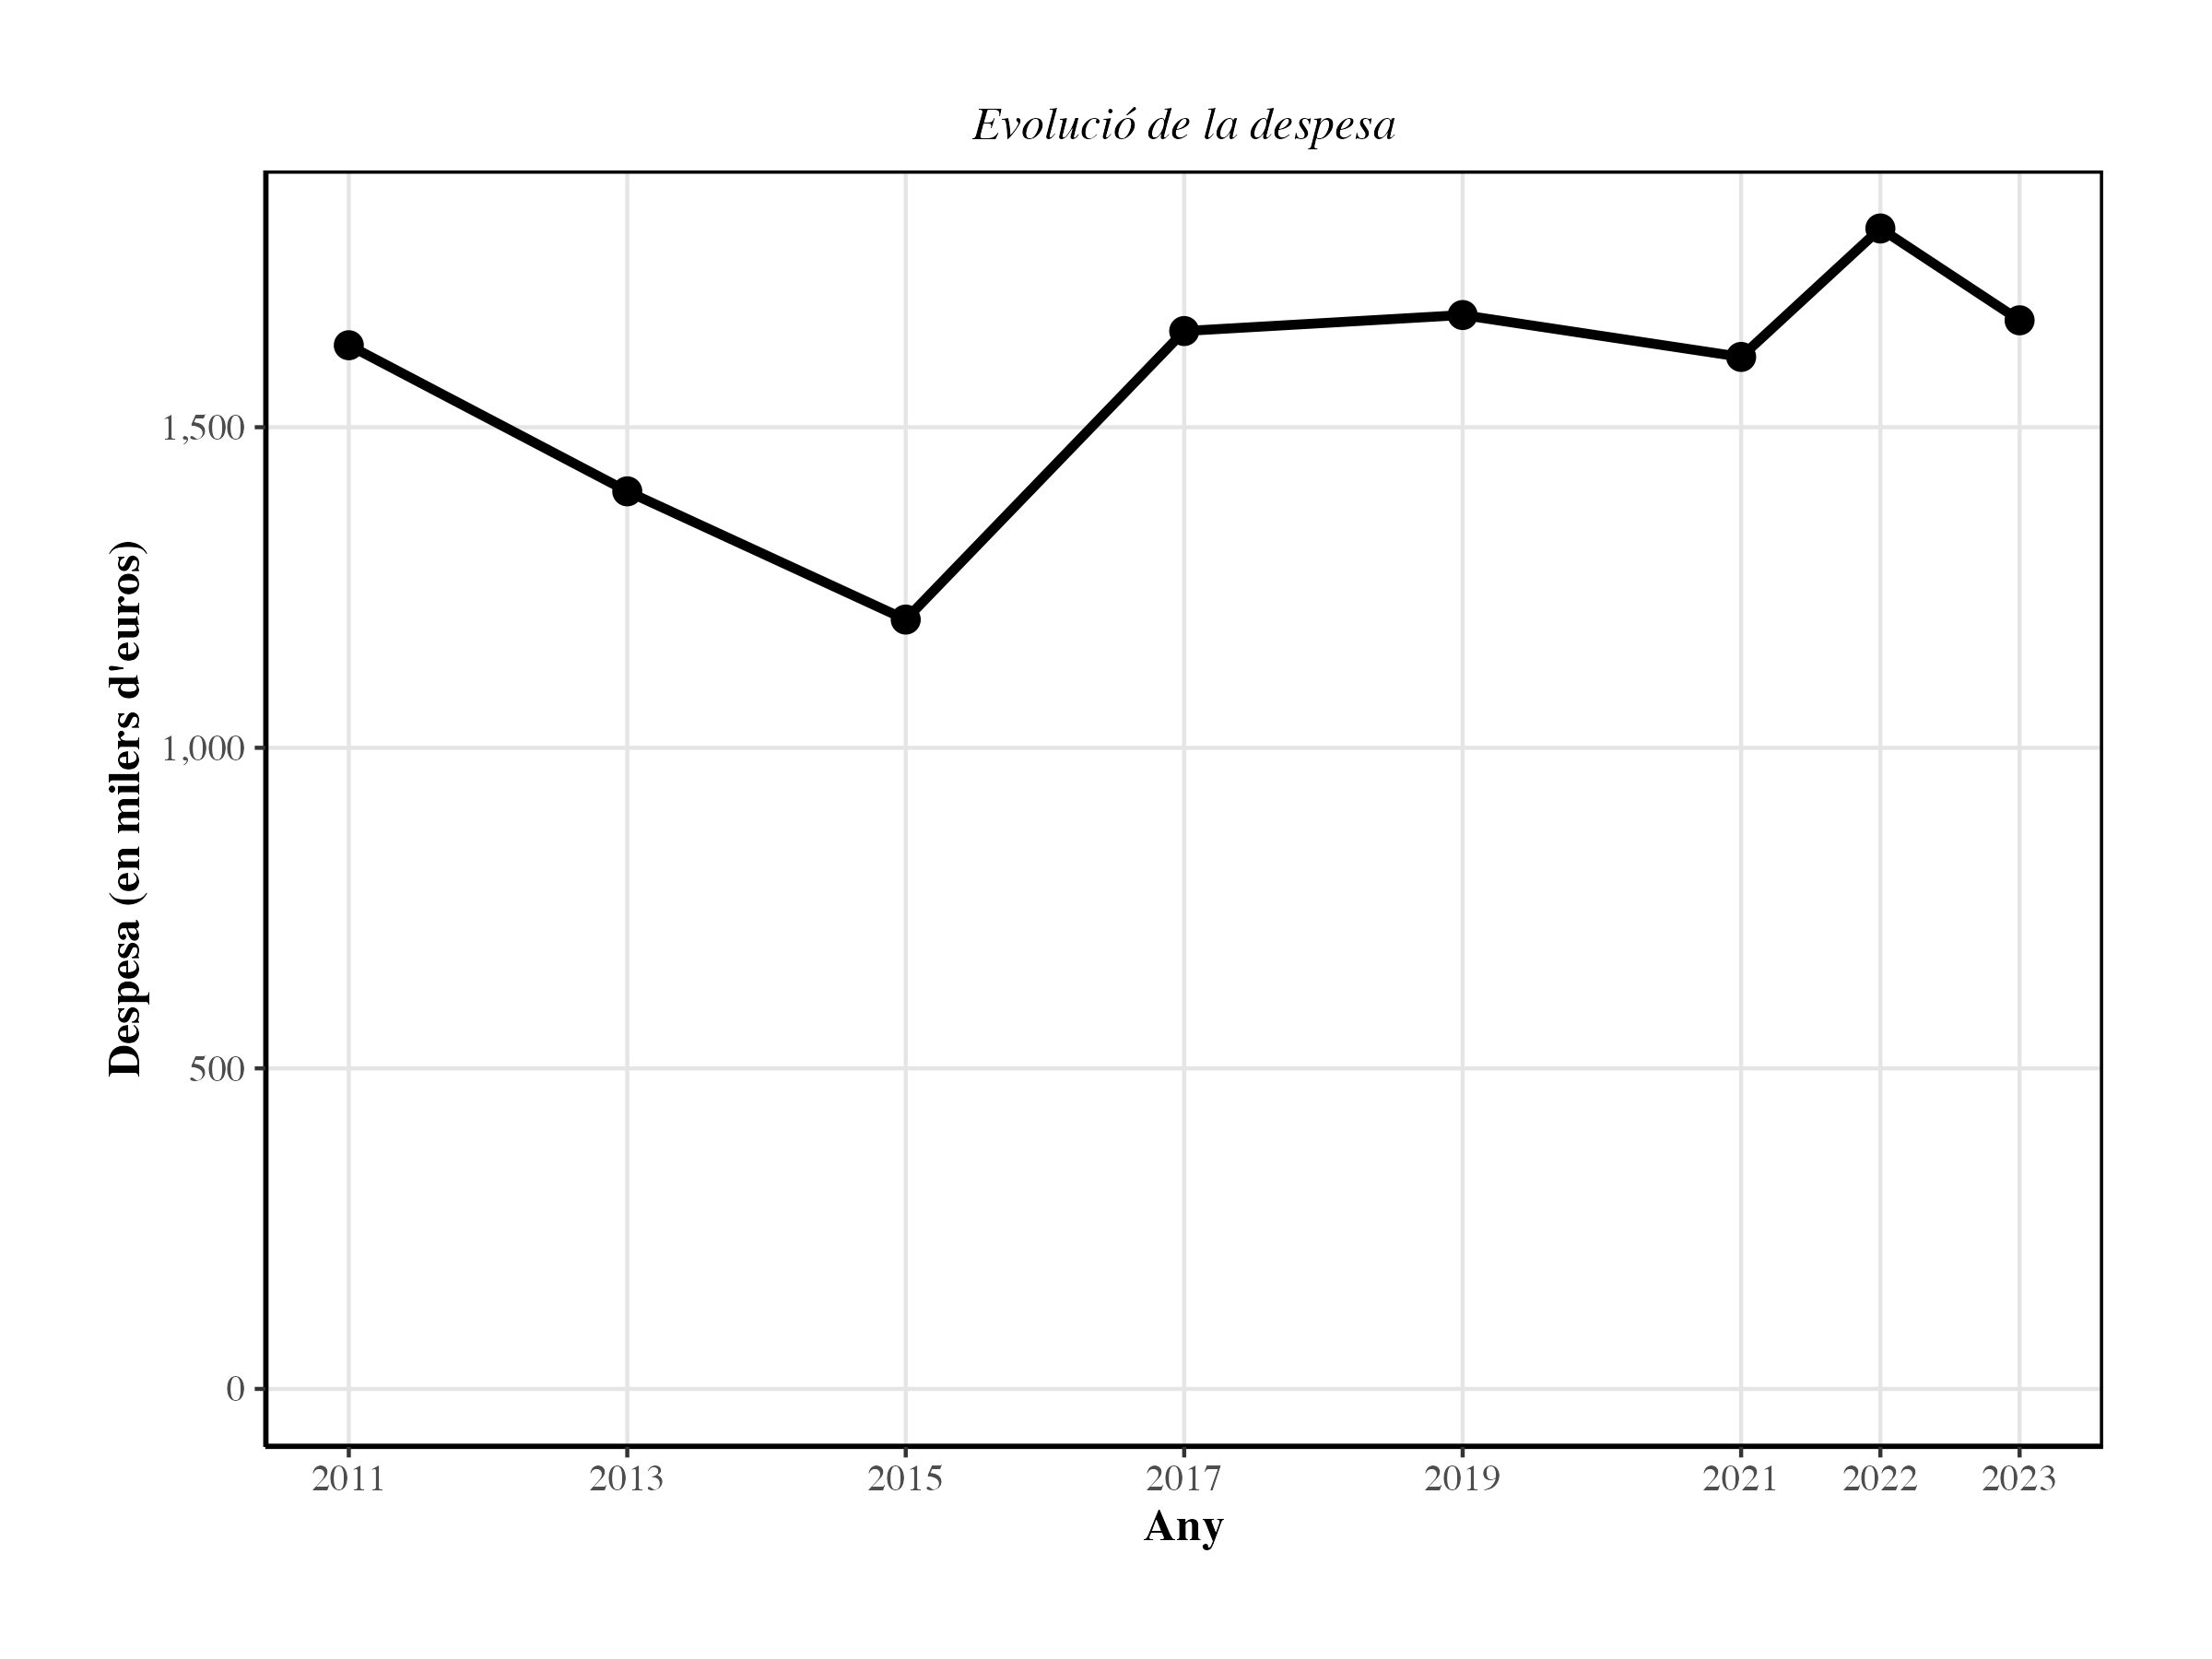 Evolució de la despesa
Despesa (en milers d'euros)
1,500
1,000
500
0
2011 2013 2015 2017 2019 2021 2022 2023
Any